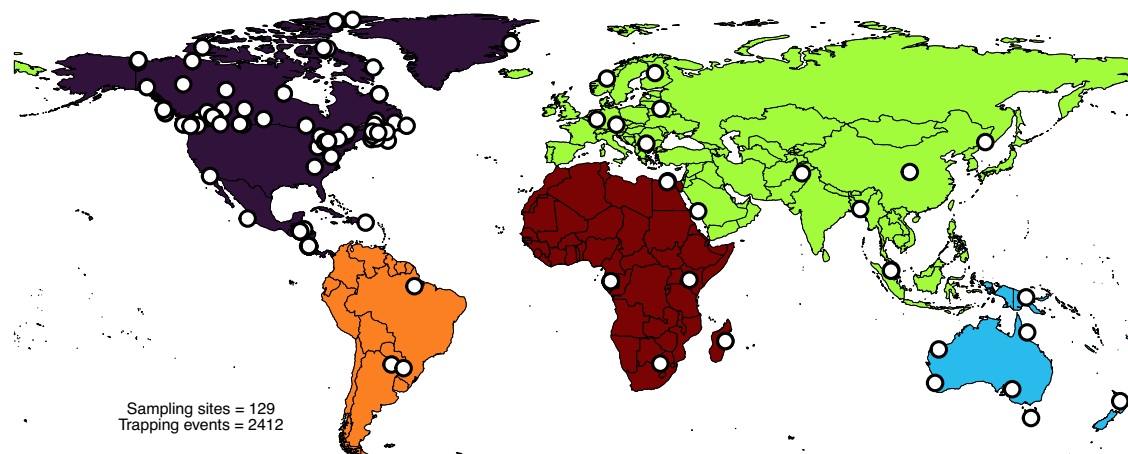 Sampling sites = 129
Trapping events = 2412